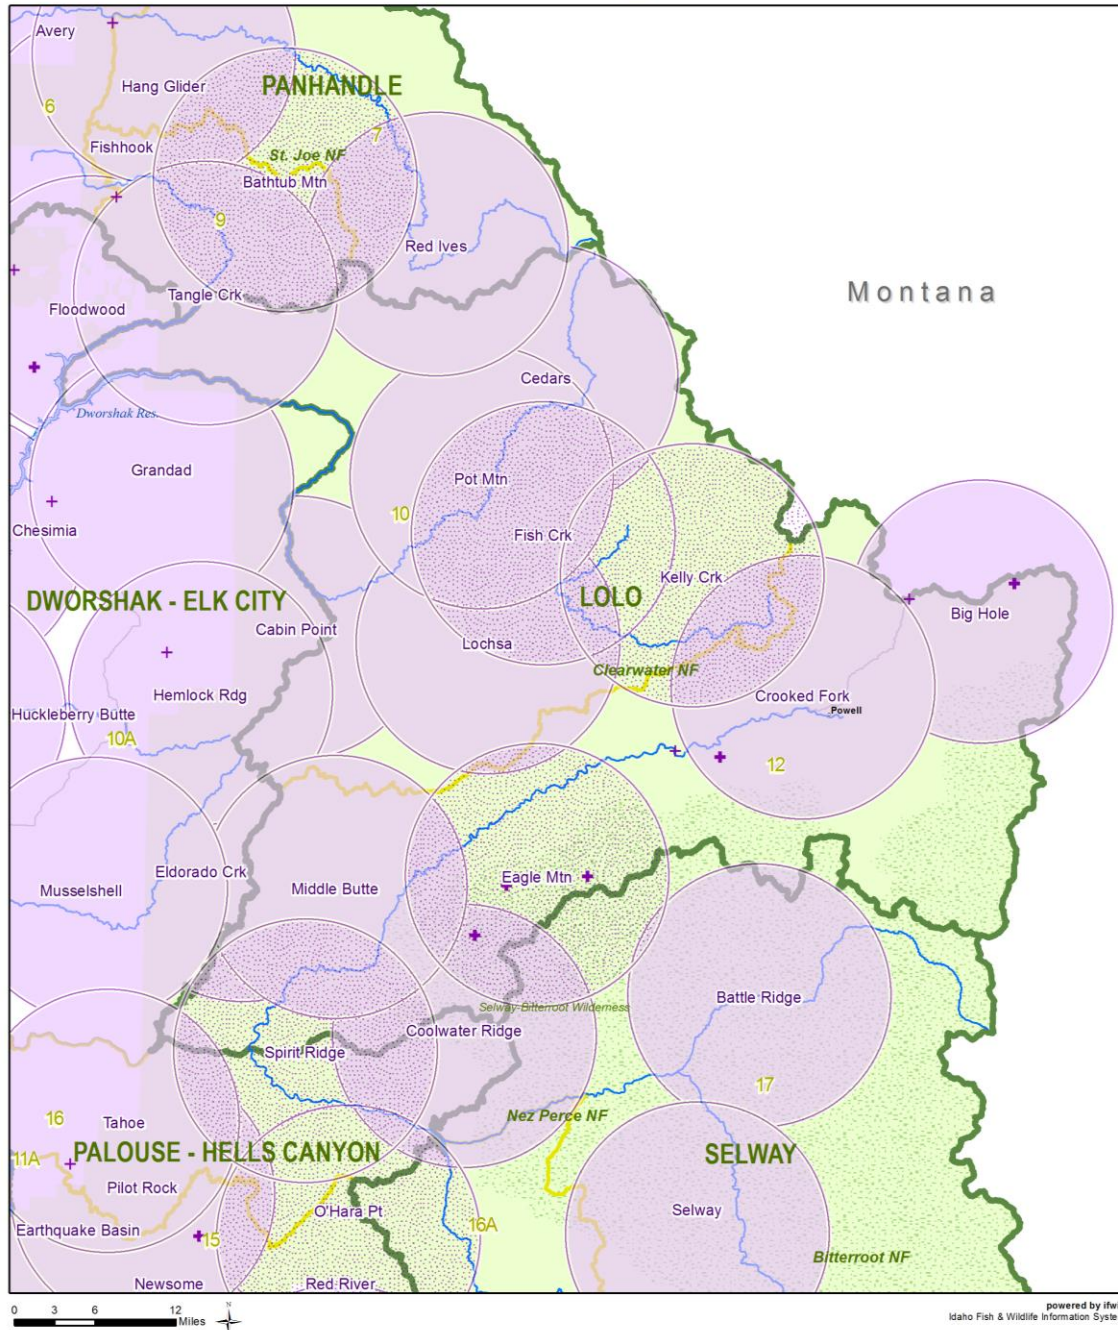 Avery
Hang Glider
PANHANDLE
6
7
Fishhook
St. Joe NF
Bathtub Mtn
9
Red Ives
Tangle Crk
Floodwood
Montana
Cedars
Dworshak Res.
Grandad
Pot Mtn
10
Chesimia
Fish Crk
Kelly Crk
DWORSHAK - ELK CITY
LOLO
Big Hole
Cabin Point
Lochsa
Clearwater NF
Hemlock Rdg
Crooked Fork
Powell
Huckleberry Butte
10A
12
Eldorado Crk
Eagle Mtn
Musselshell
Middle Butte
Battle Ridge
Selway-Bitterroot Wilderness
Coolwater Ridge
Spirit Ridge
17
Nez Perce NF
16
Tahoe
PALOUSE - HELLS CANYON
SELWAY
11A
Pilot Rock
O'Hara Pt
Selway
16A
Earthquake Basin
15
Bitterroot NF
Newsome
Red River
0 3 6 12
Miles
N
powered by ifwi
Idaho Fish & Wildlife Information Syste